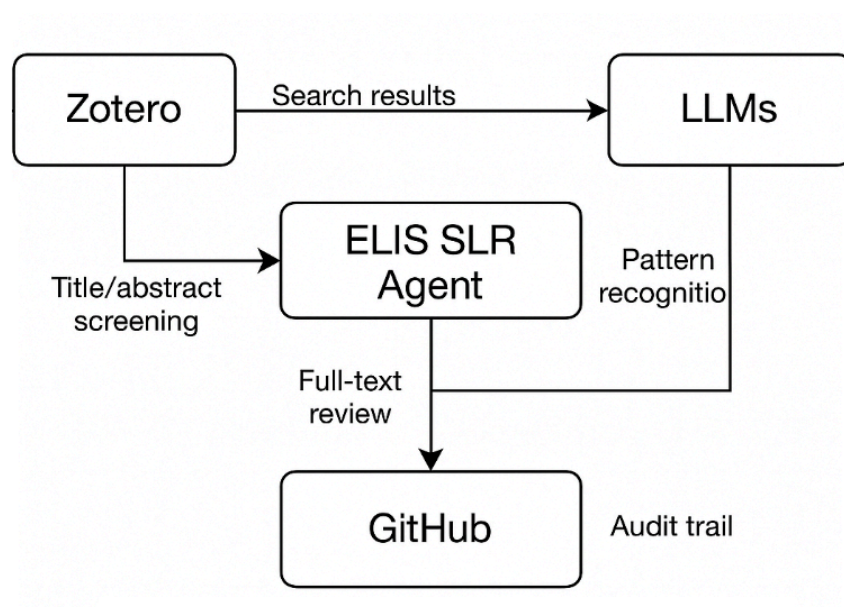 Zotero
Search results
LLMs
ELIS SLR
Agent
Title/abstract
screening
Pattern
recognitio
Full-text
review
GitHub
Audit trail